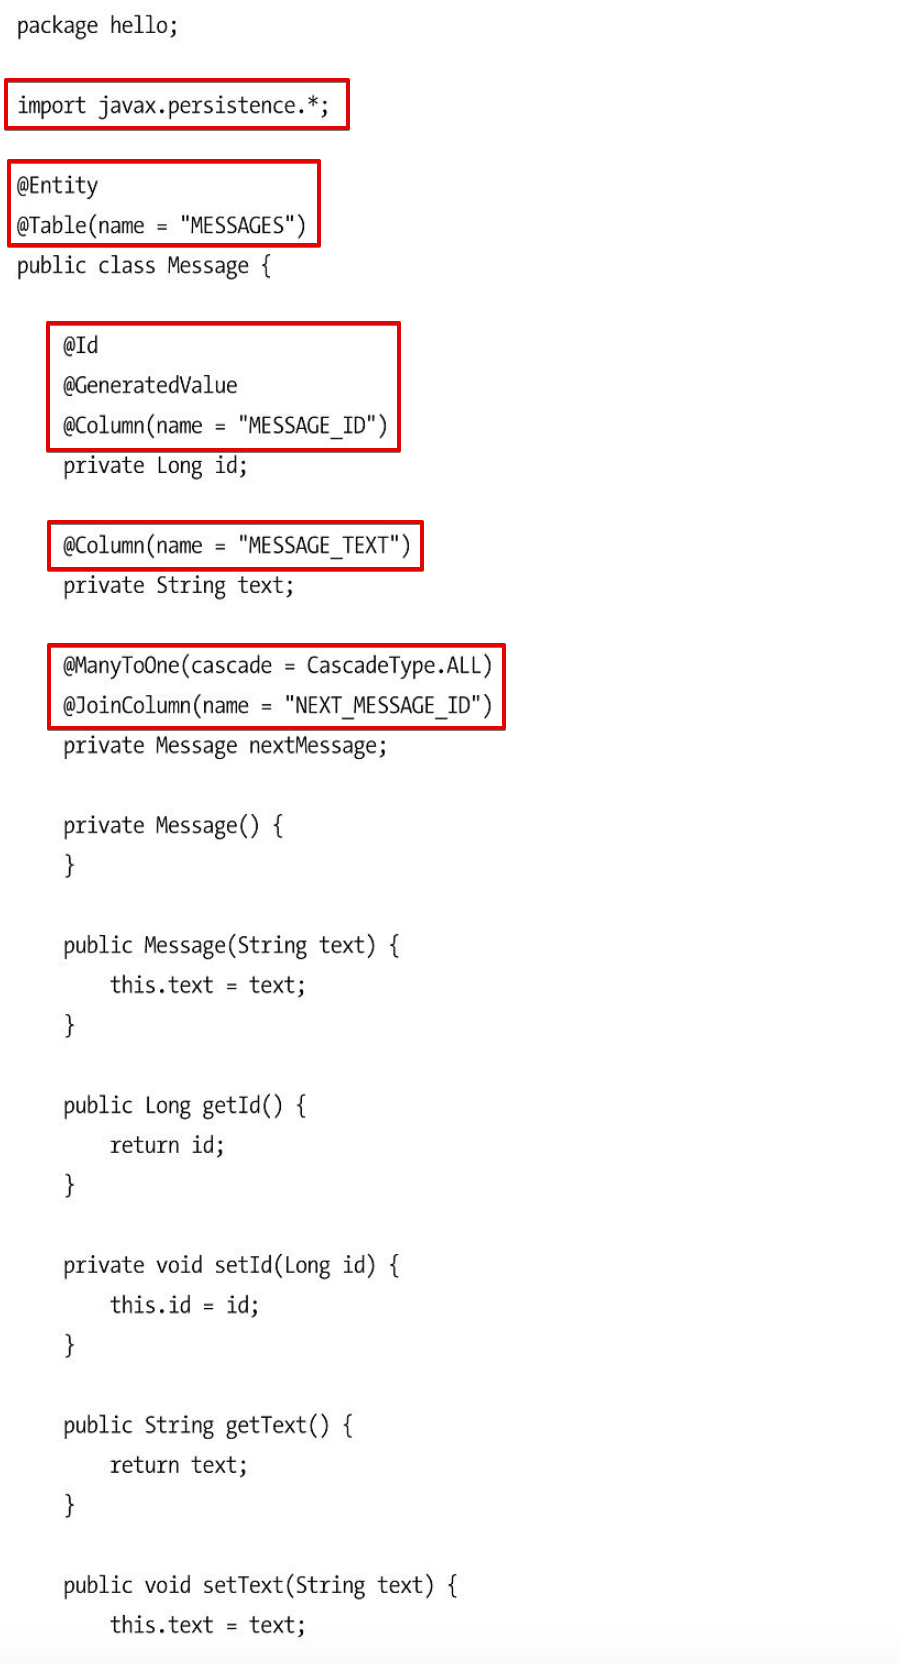 package hello;
import javax.persistence.*;
@Entity
@Table(name = "MESSAGES")
public class Message {
@Id
@GeneratedValue
@Column(name = "MESSAGE_ID")
private Long id;
@Column(name = "MESSAGE_TEXT")
private String text;
@ManyToOne(cascade = CascadeType.ALL)
@JoinColumn(name = "NEXT_MESSAGE_ID")
private Message nextMessage;
private Message() {
}
public Message(String text) {
this.text = text;
}
public Long getId() {
return id;
}
private void setId(Long id) {
this.id = id;
}
public String getText() {
return text;
}
public void setText(String text) {
this.text = text;